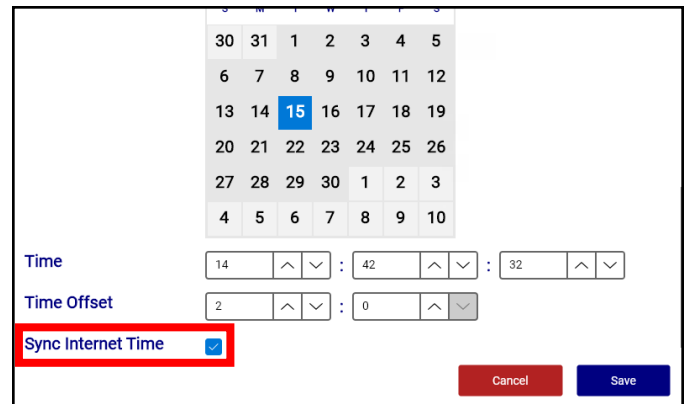 S M T W T F S
30 31 1 2 3 4 5
6 7 8 9 10 11 12
13 14 15 16 17 18 19
20 21 22 23 24 25 26
27 28 29 30 1 2 3
4 5 6 7 8 9 10
Time 14 : 42 : 32
Time Offset 2 : 0
Sync Internet Time
Cancel Save